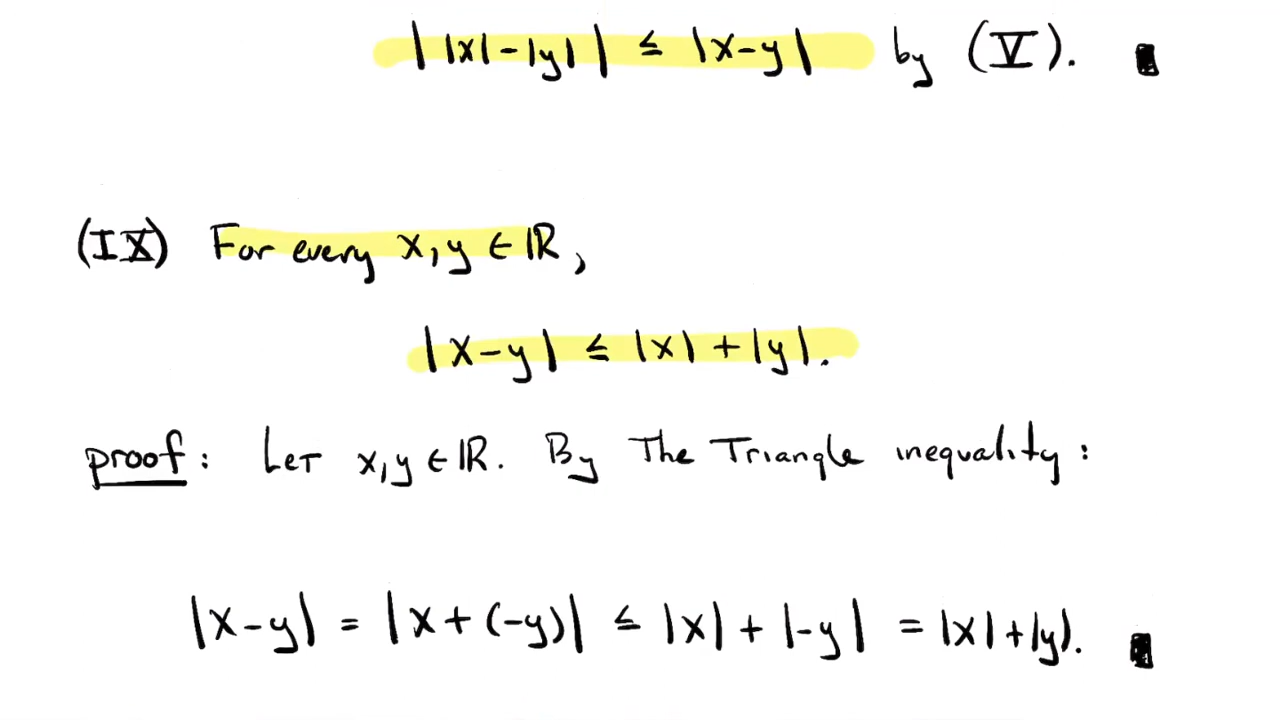 | |x| - |y| | ≤ |x-y| by (V). ∎
(IX) For every x, y ∈ ℝ,
|x-y| ≤ |x| + |y|.
proof: Let x,y ∈ ℝ. By The Triangle inequality:
|x-y| = |x+(-y)| ≤ |x| + |-y| = |x|+|y|. ∎